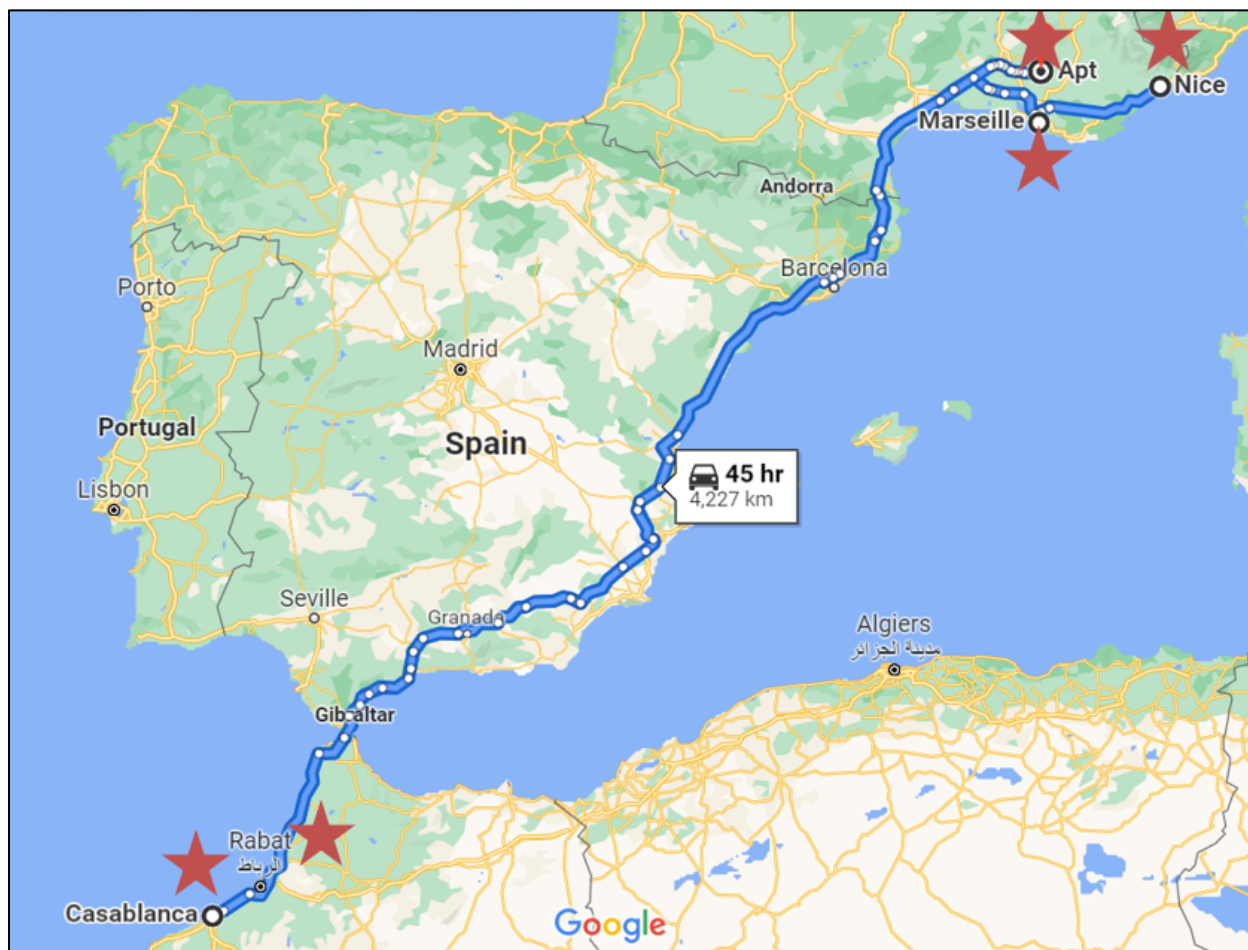 Apt
Nice
Marseille
Andorra
Barcelona
Porto
Madrid
Portugal
Spain
45 hr
4,227 km
Lisbon
Seville
Granada
Algiers
مدينة الجزائر
Gibraltar
Rabat
الرباط
Casablanca
Google